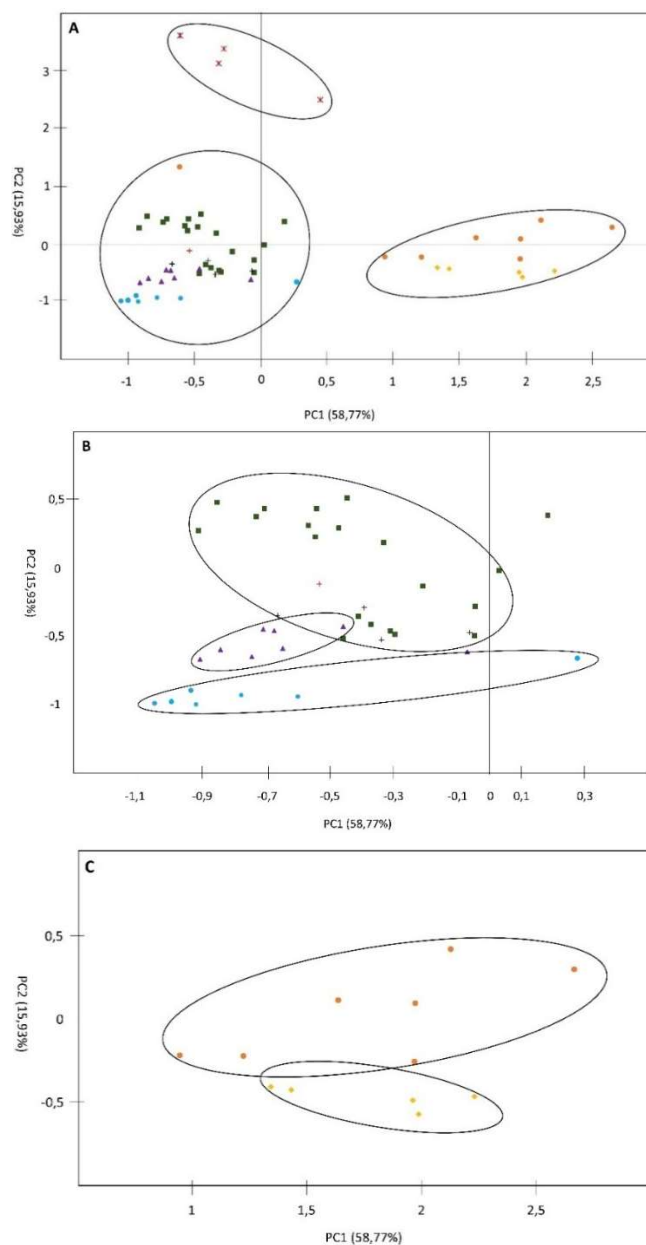 A
3
2
1
0
-1
PC2 (15,93%)
-1 -0,5 0 0,5 1 1,5 2 2,5
PC1 (58,77%)
B
0,5
0
-0,5
-1
PC2 (15,93%)
-1,1 -0,9 -0,7 -0,5 -0,3 -0,1 0 0,1 0,3
PC1 (58,77%)
C
0,5
0
-0,5
PC2 (15,93%)
1 1,5 2 2,5
PC1 (58,77%)